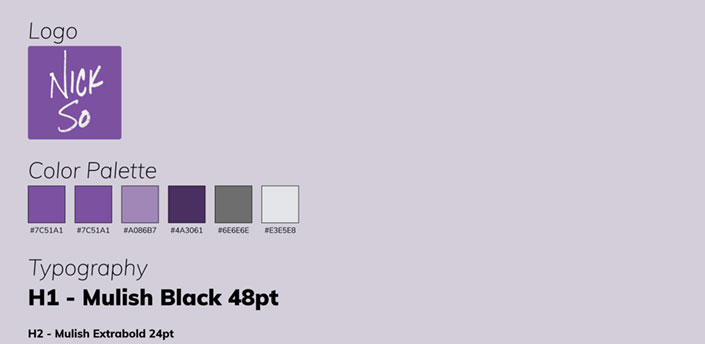 Logo
NICK
So
Color Palette
#7C51A1 #7C51A1 #A086B7 #4A3061 #6E6E6E #E3E5E8
Typography
H1 - Mulish Black 48pt
H2 - Mulish Extrabold 24pt